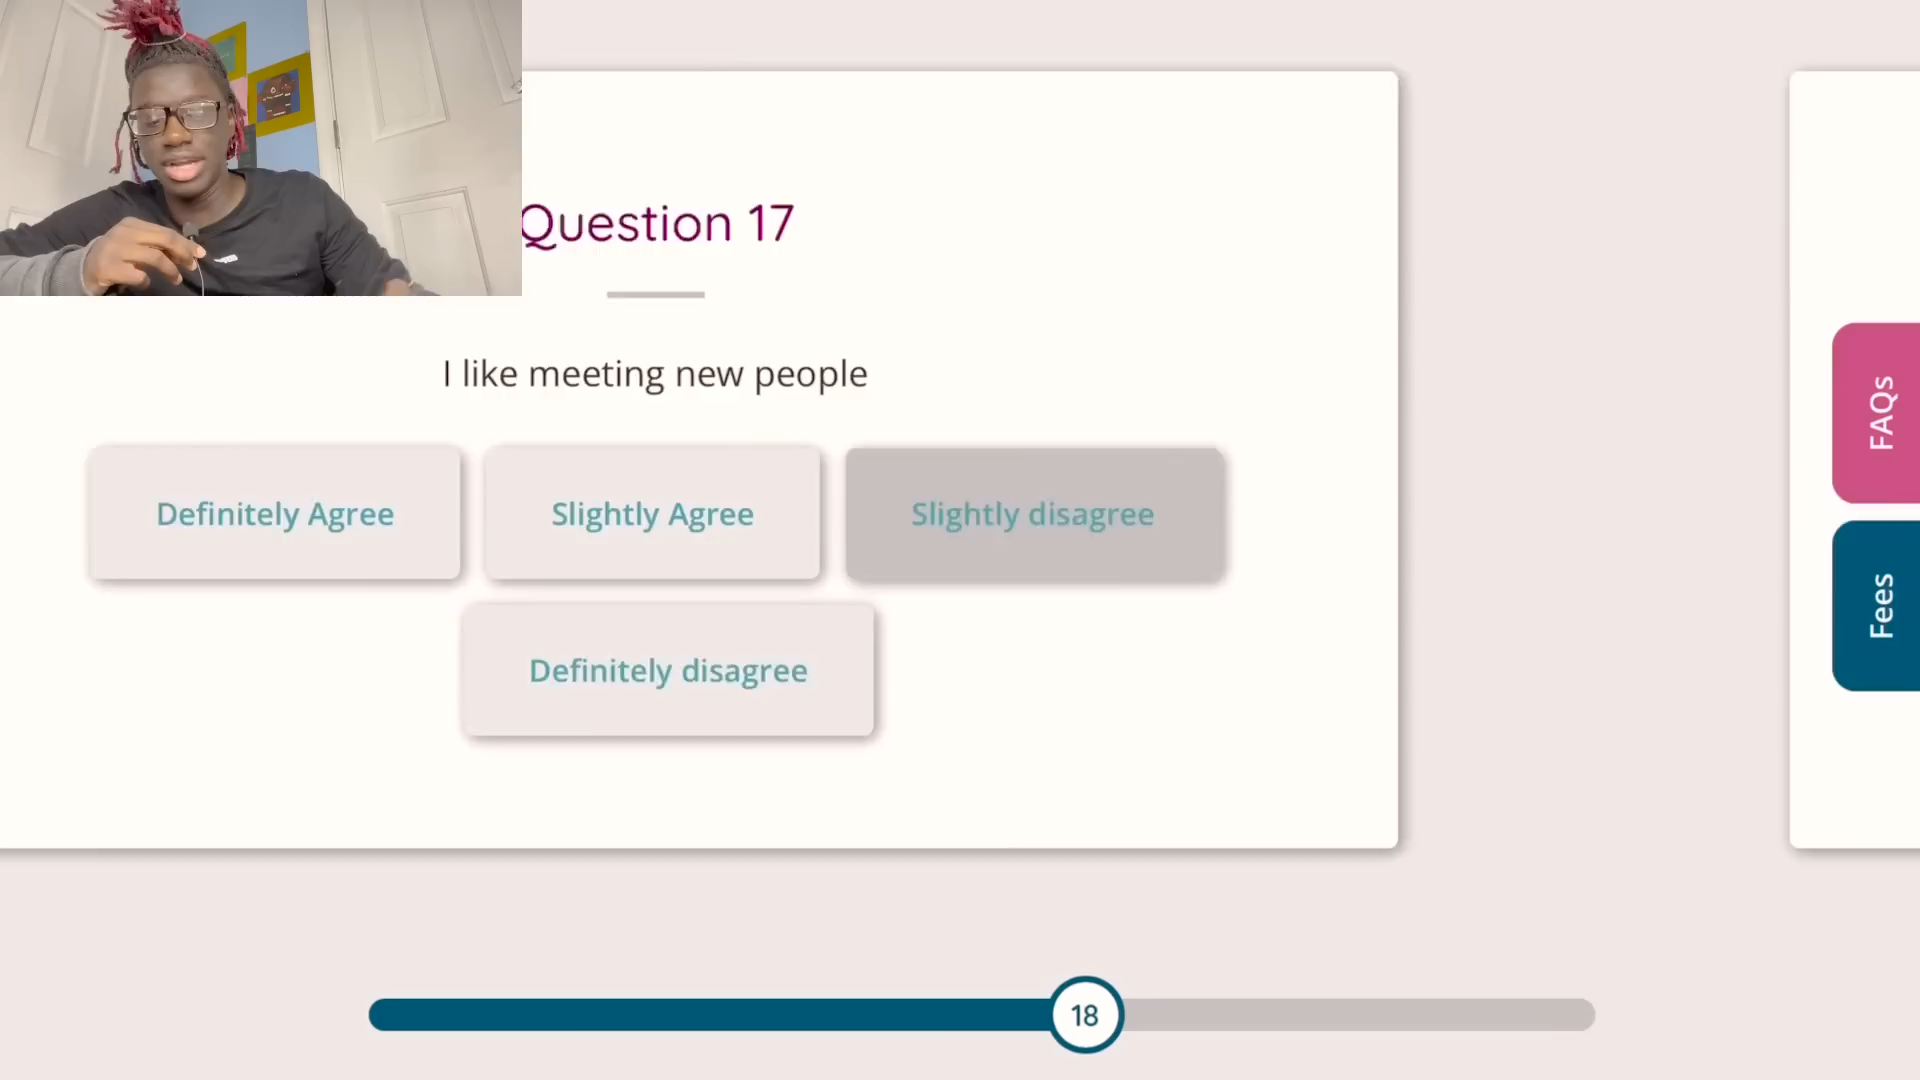 Question 17
I like meeting new people
Definitely Agree
Slightly Agree
Slightly disagree
Definitely disagree
FAQs
Fees
18